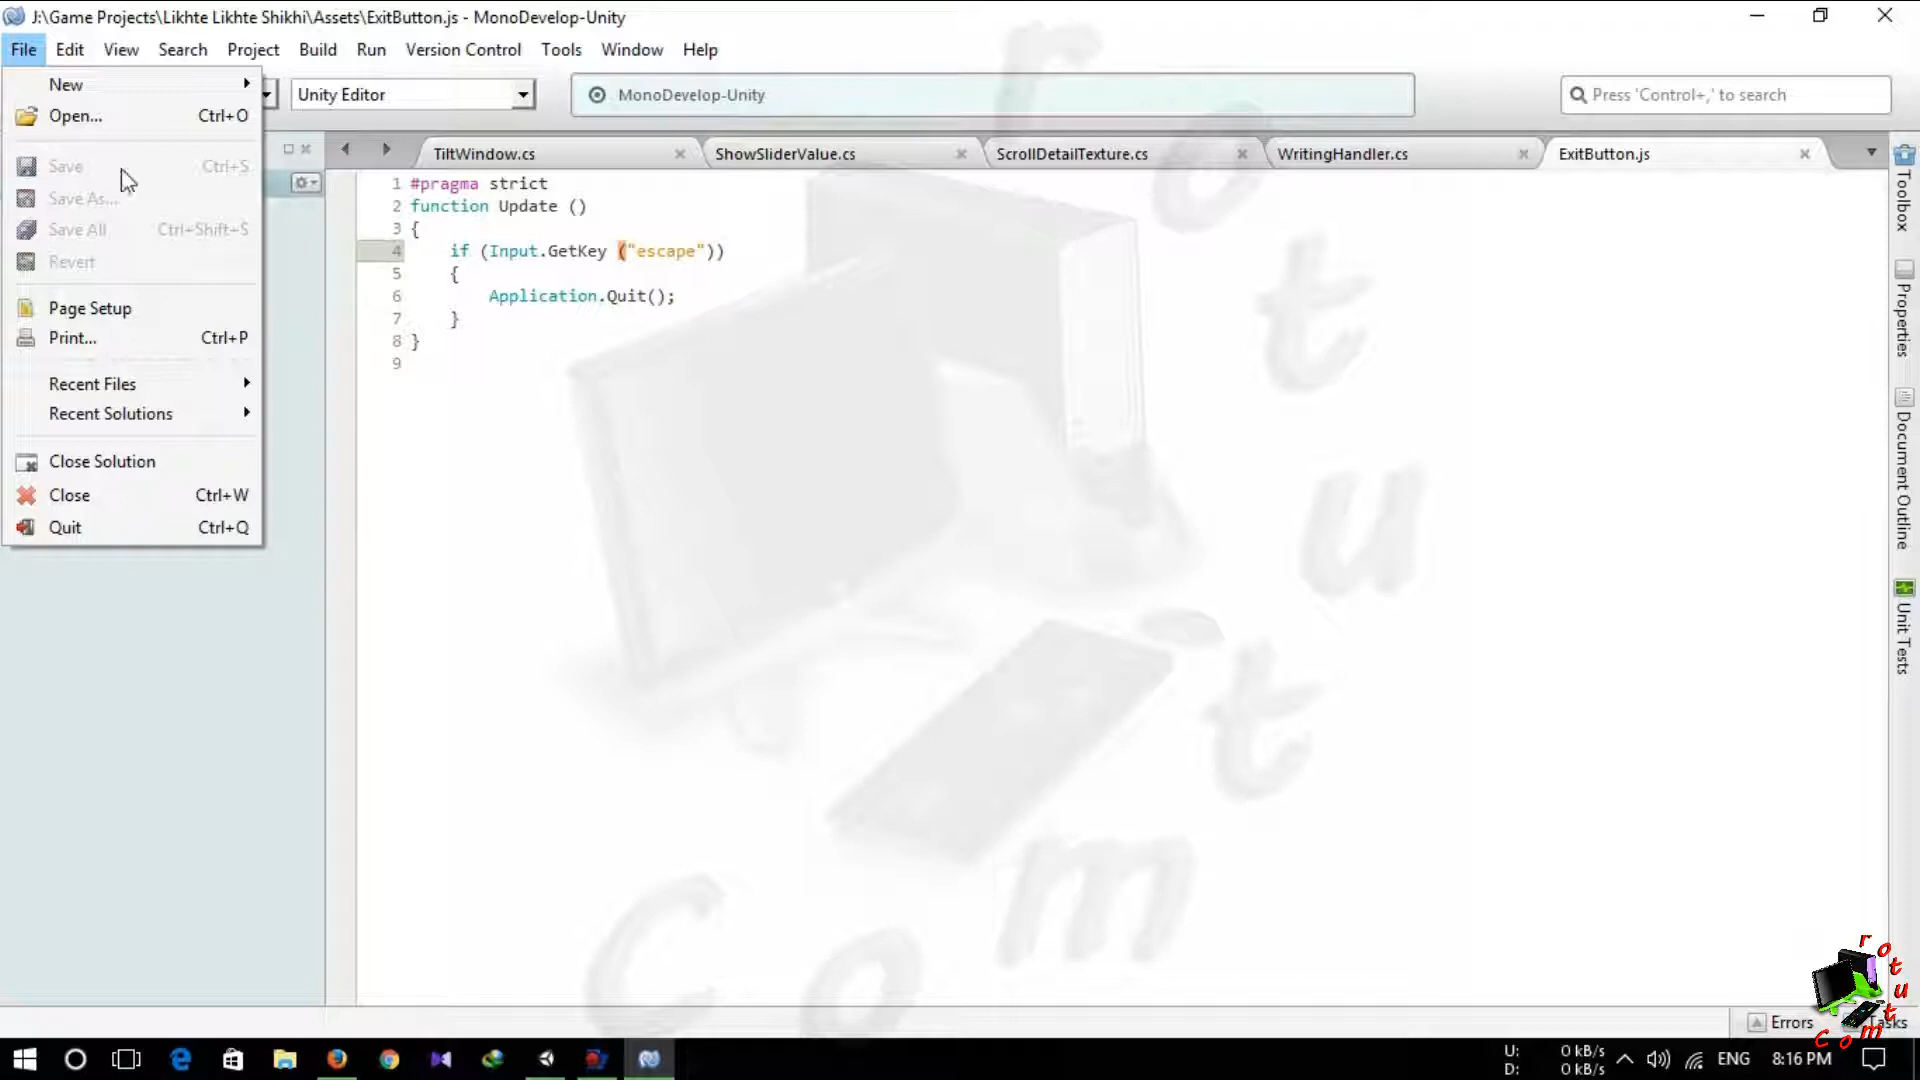 J:\Game Projects\Likhte Likhte Shikhi\Assets\ExitButton.js - MonoDevelop-Unity
File Edit View Search Project Build Run Version Control Tools Window Help
New
Open... Ctrl+O
Save Ctrl+S
Save As...
Save All Ctrl+Shift+S
Revert
Page Setup
Print... Ctrl+P
Recent Files
Recent Solutions
Close Solution
Close Ctrl+W
Quit Ctrl+Q
Unity Editor
MonoDevelop-Unity
Press 'Control+,' to search
TiltWindow.cs ShowSliderValue.cs ScrollDetailTexture.cs WritingHandler.cs ExitButton.js
1 #pragma strict
2 function Update ()
3 {
4 if (Input.GetKey ("escape"))
5 {
6 Application.Quit();
7 }
8 }
9
Toolbox
Properties
Document Outline
Unit Tests
Comtutor
Errors Tasks
Comtutor
U: 0 kB/s
D: 0 kB/s
ENG 8:16 PM